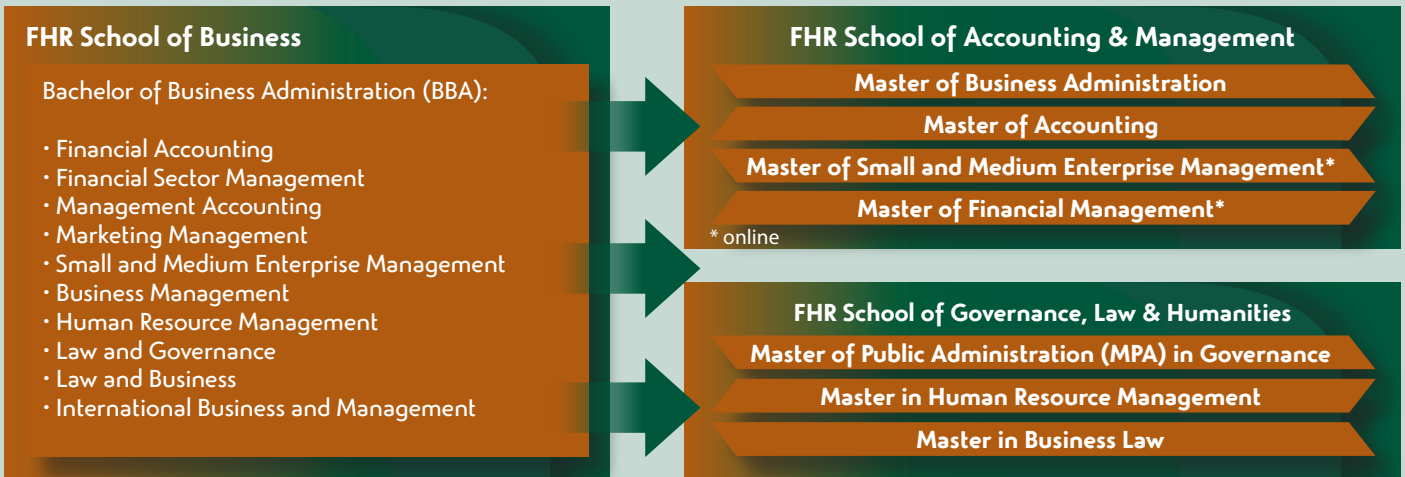 FHR School of Business
Bachelor of Business Administration (BBA):
• Financial Accounting
• Financial Sector Management
• Management Accounting
• Marketing Management
• Small and Medium Enterprise Management
• Business Management
• Human Resource Management
• Law and Governance
• Law and Business
• International Business and Management
FHR School of Accounting & Management
Master of Business Administration
Master of Accounting
Master of Small and Medium Enterprise Management*
Master of Financial Management*
* online
FHR School of Governance, Law & Humanities
Master of Public Administration (MPA) in Governance
Master in Human Resource Management
Master in Business Law